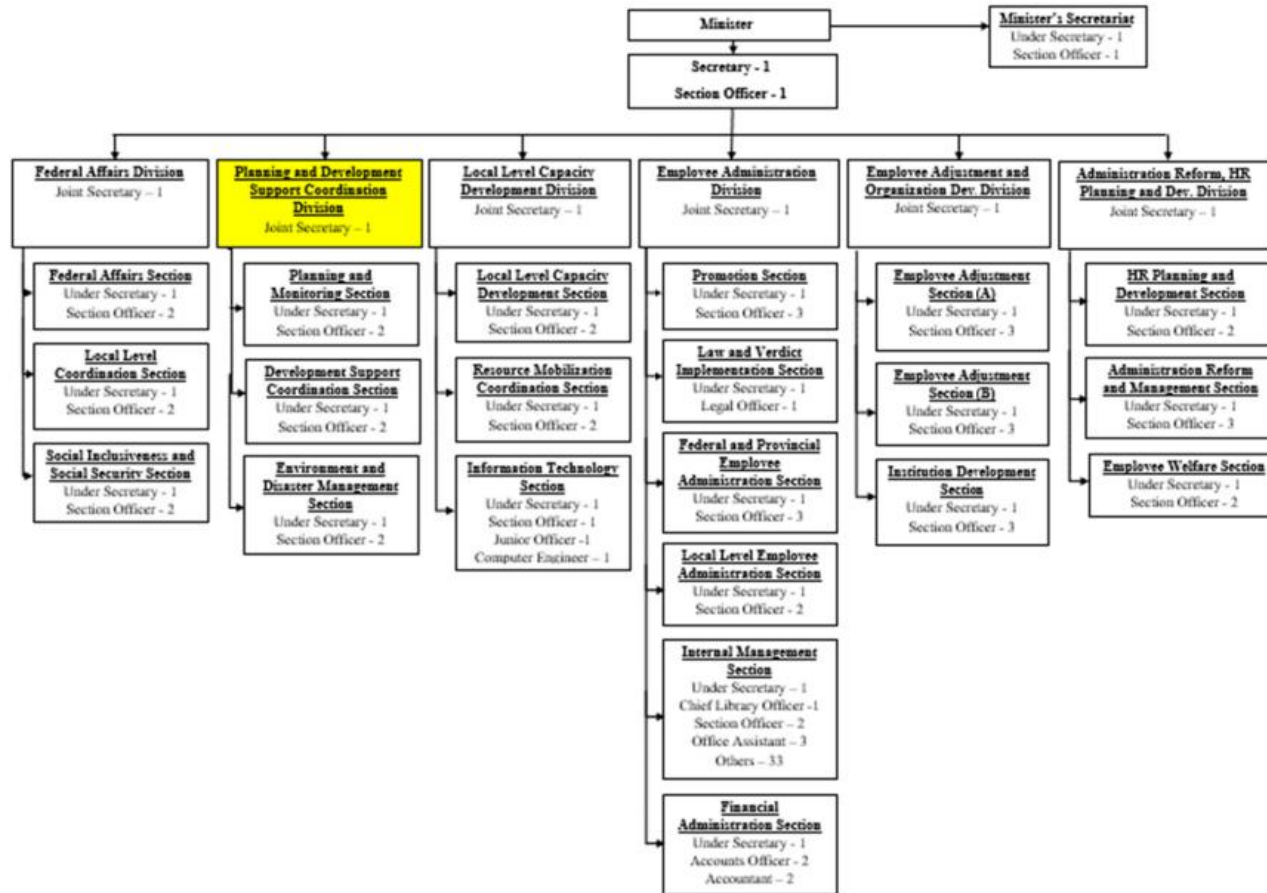 Minister
Minister's Secretariat
Under Secretary - 1
Section Officer - 1
Secretary - 1
Section Officer - 1
Federal Affairs Division
Joint Secretary – 1
Planning and Development
Support Coordination
Division
Joint Secretary – 1
Local Level Capacity
Development Division
Joint Secretary – 1
Employee Administration
Division
Joint Secretary – 1
Employee Adjustment and
Organization Dev. Division
Joint Secretary – 1
Administration Reform, HR
Planning and Dev. Division
Joint Secretary – 1
Federal Affairs Section
Under Secretary - 1
Section Officer - 2
Local Level
Coordination Section
Under Secretary - 1
Section Officer - 2
Social Inclusiveness and
Social Security Section
Under Secretary - 1
Section Officer - 2
Planning and
Monitoring Section
Under Secretary - 1
Section Officer - 2
Development Support
Coordination Section
Under Secretary - 1
Section Officer - 2
Environment and
Disaster Management
Section
Under Secretary - 1
Section Officer - 2
Local Level Capacity
Development Section
Under Secretary - 1
Section Officer - 2
Resource Mobilization
Coordination Section
Under Secretary - 1
Section Officer - 2
Information Technology
Section
Under Secretary - 1
Section Officer - 1
Junior Officer -1
Computer Engineer – 1
Promotion Section
Under Secretary - 1
Section Officer - 3
Law and Verdict
Implementation Section
Under Secretary - 1
Legal Officer - 1
Federal and Provincial
Employee
Administration Section
Under Secretary - 1
Section Officer - 3
Local Level Employee
Administration Section
Under Secretary - 1
Section Officer - 2
Internal Management
Section
Under Secretary – 1
Chief Library Officer -1
Section Officer – 2
Office Assistant – 3
Others – 33
Financial
Administration Section
Under Secretary - 1
Accounts Officer - 2
Accountant – 2
Employee Adjustment
Section (A)
Under Secretary - 1
Section Officer - 3
Employee Adjustment
Section (B)
Under Secretary - 1
Section Officer - 3
Institution Development
Section
Under Secretary - 1
Section Officer - 3
HR Planning and
Development Section
Under Secretary - 1
Section Officer - 2
Administration Reform
and Management Section
Under Secretary - 1
Section Officer - 3
Employee Welfare Section
Under Secretary - 1
Section Officer - 2